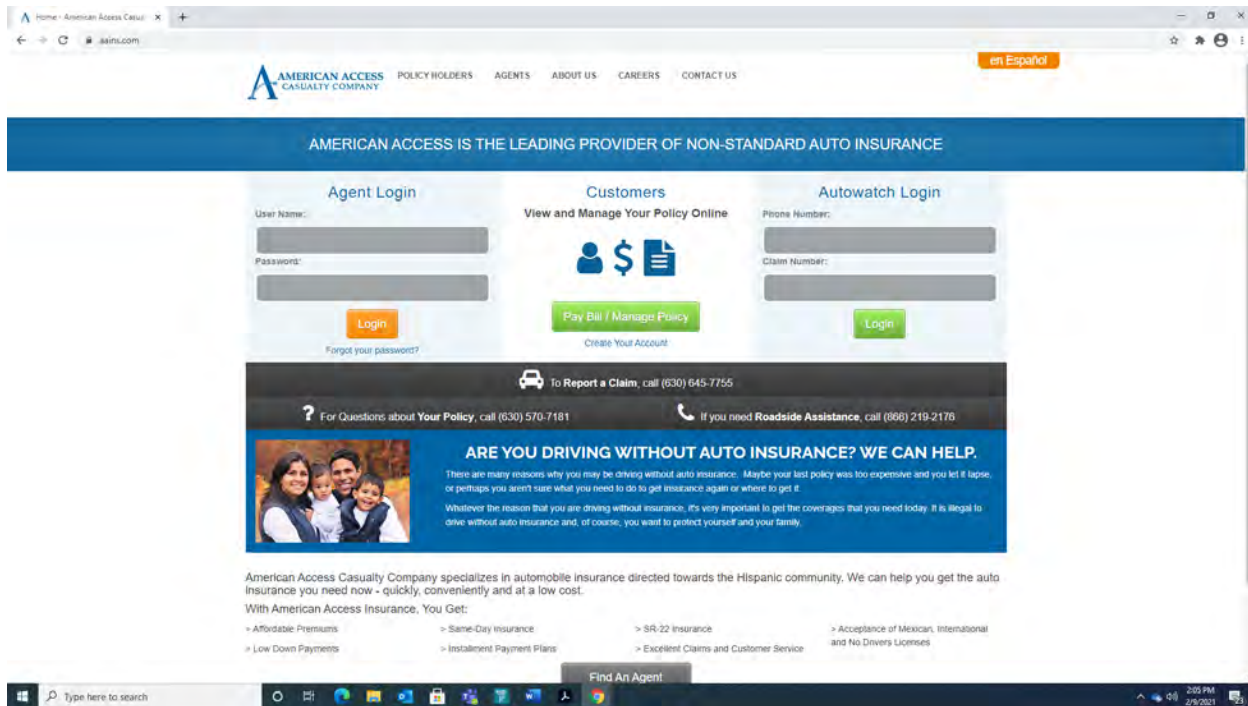 Home - American Access Casual
aains.com
en Español
AMERICAN ACCESS
CASUALTY COMPANY
POLICY HOLDERS AGENTS ABOUT US CAREERS CONTACT US
AMERICAN ACCESS IS THE LEADING PROVIDER OF NON-STANDARD AUTO INSURANCE
Agent Login
User Name:
Password:
Login
Forgot your password?
Customers
View and Manage Your Policy Online
$
Pay Bill / Manage Policy
Create Your Account
Autowatch Login
Phone Number:
Claim Number:
Login
To Report a Claim, call (630) 645-7755
? For Questions about Your Policy, call (630) 570-7181
If you need Roadside Assistance, call (866) 219-2176
ARE YOU DRIVING WITHOUT AUTO INSURANCE? WE CAN HELP.
There are many reasons why you may be driving without auto insurance. Maybe your last policy was too expensive and you let it lapse,
or perhaps you aren't sure what you need to do to get insurance again or where to get it.
Whatever the reason that you are driving without insurance, it's very important to get the coverages that you need today. It is illegal to
drive without auto insurance and, of course, you want to protect yourself and your family.
American Access Casualty Company specializes in automobile insurance directed towards the Hispanic community. We can help you get the auto
insurance you need now - quickly, conveniently and at a low cost.
With American Access Insurance, You Get:
> Affordable Premiums
> Same-Day Insurance
> SR-22 Insurance
> Acceptance of Mexican, International
and No Drivers Licenses
> Low Down Payments
> Installment Payment Plans
> Excellent Claims and Customer Service
Find An Agent
Type here to search
2:05 PM
2/9/2021